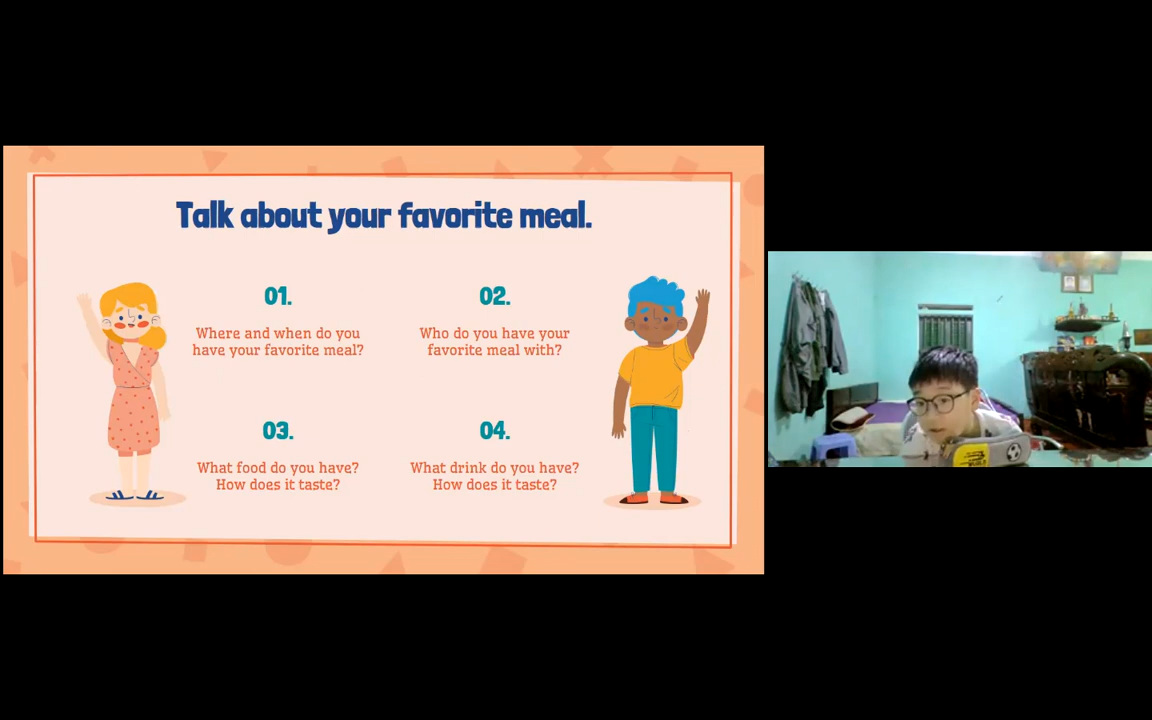 Talk about your favorite meal.
01.
Where and when do you
have your favorite meal?
02.
Who do you have your
favorite meal with?
03.
What food do you have?
How does it taste?
04.
What drink do you have?
How does it taste?